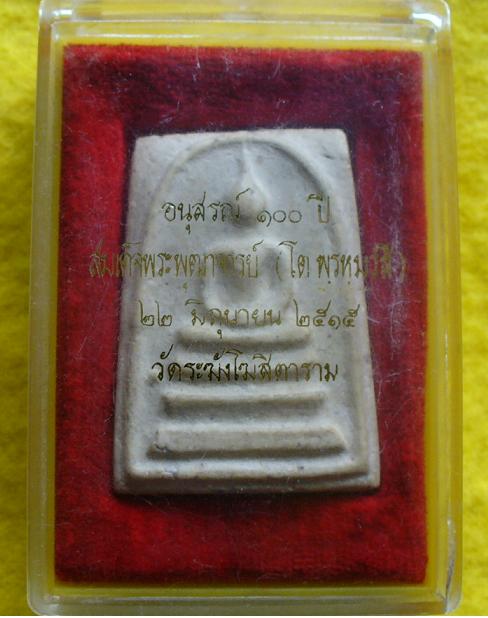 อนุสรณ์ ๑๐๐ ปี
สมเด็จพระพุฒาจารย์ (โต พรหมรังสี)
๒๒ มิถุนายน ๒๕๑๕
วัดระฆังโฆสิตาราม